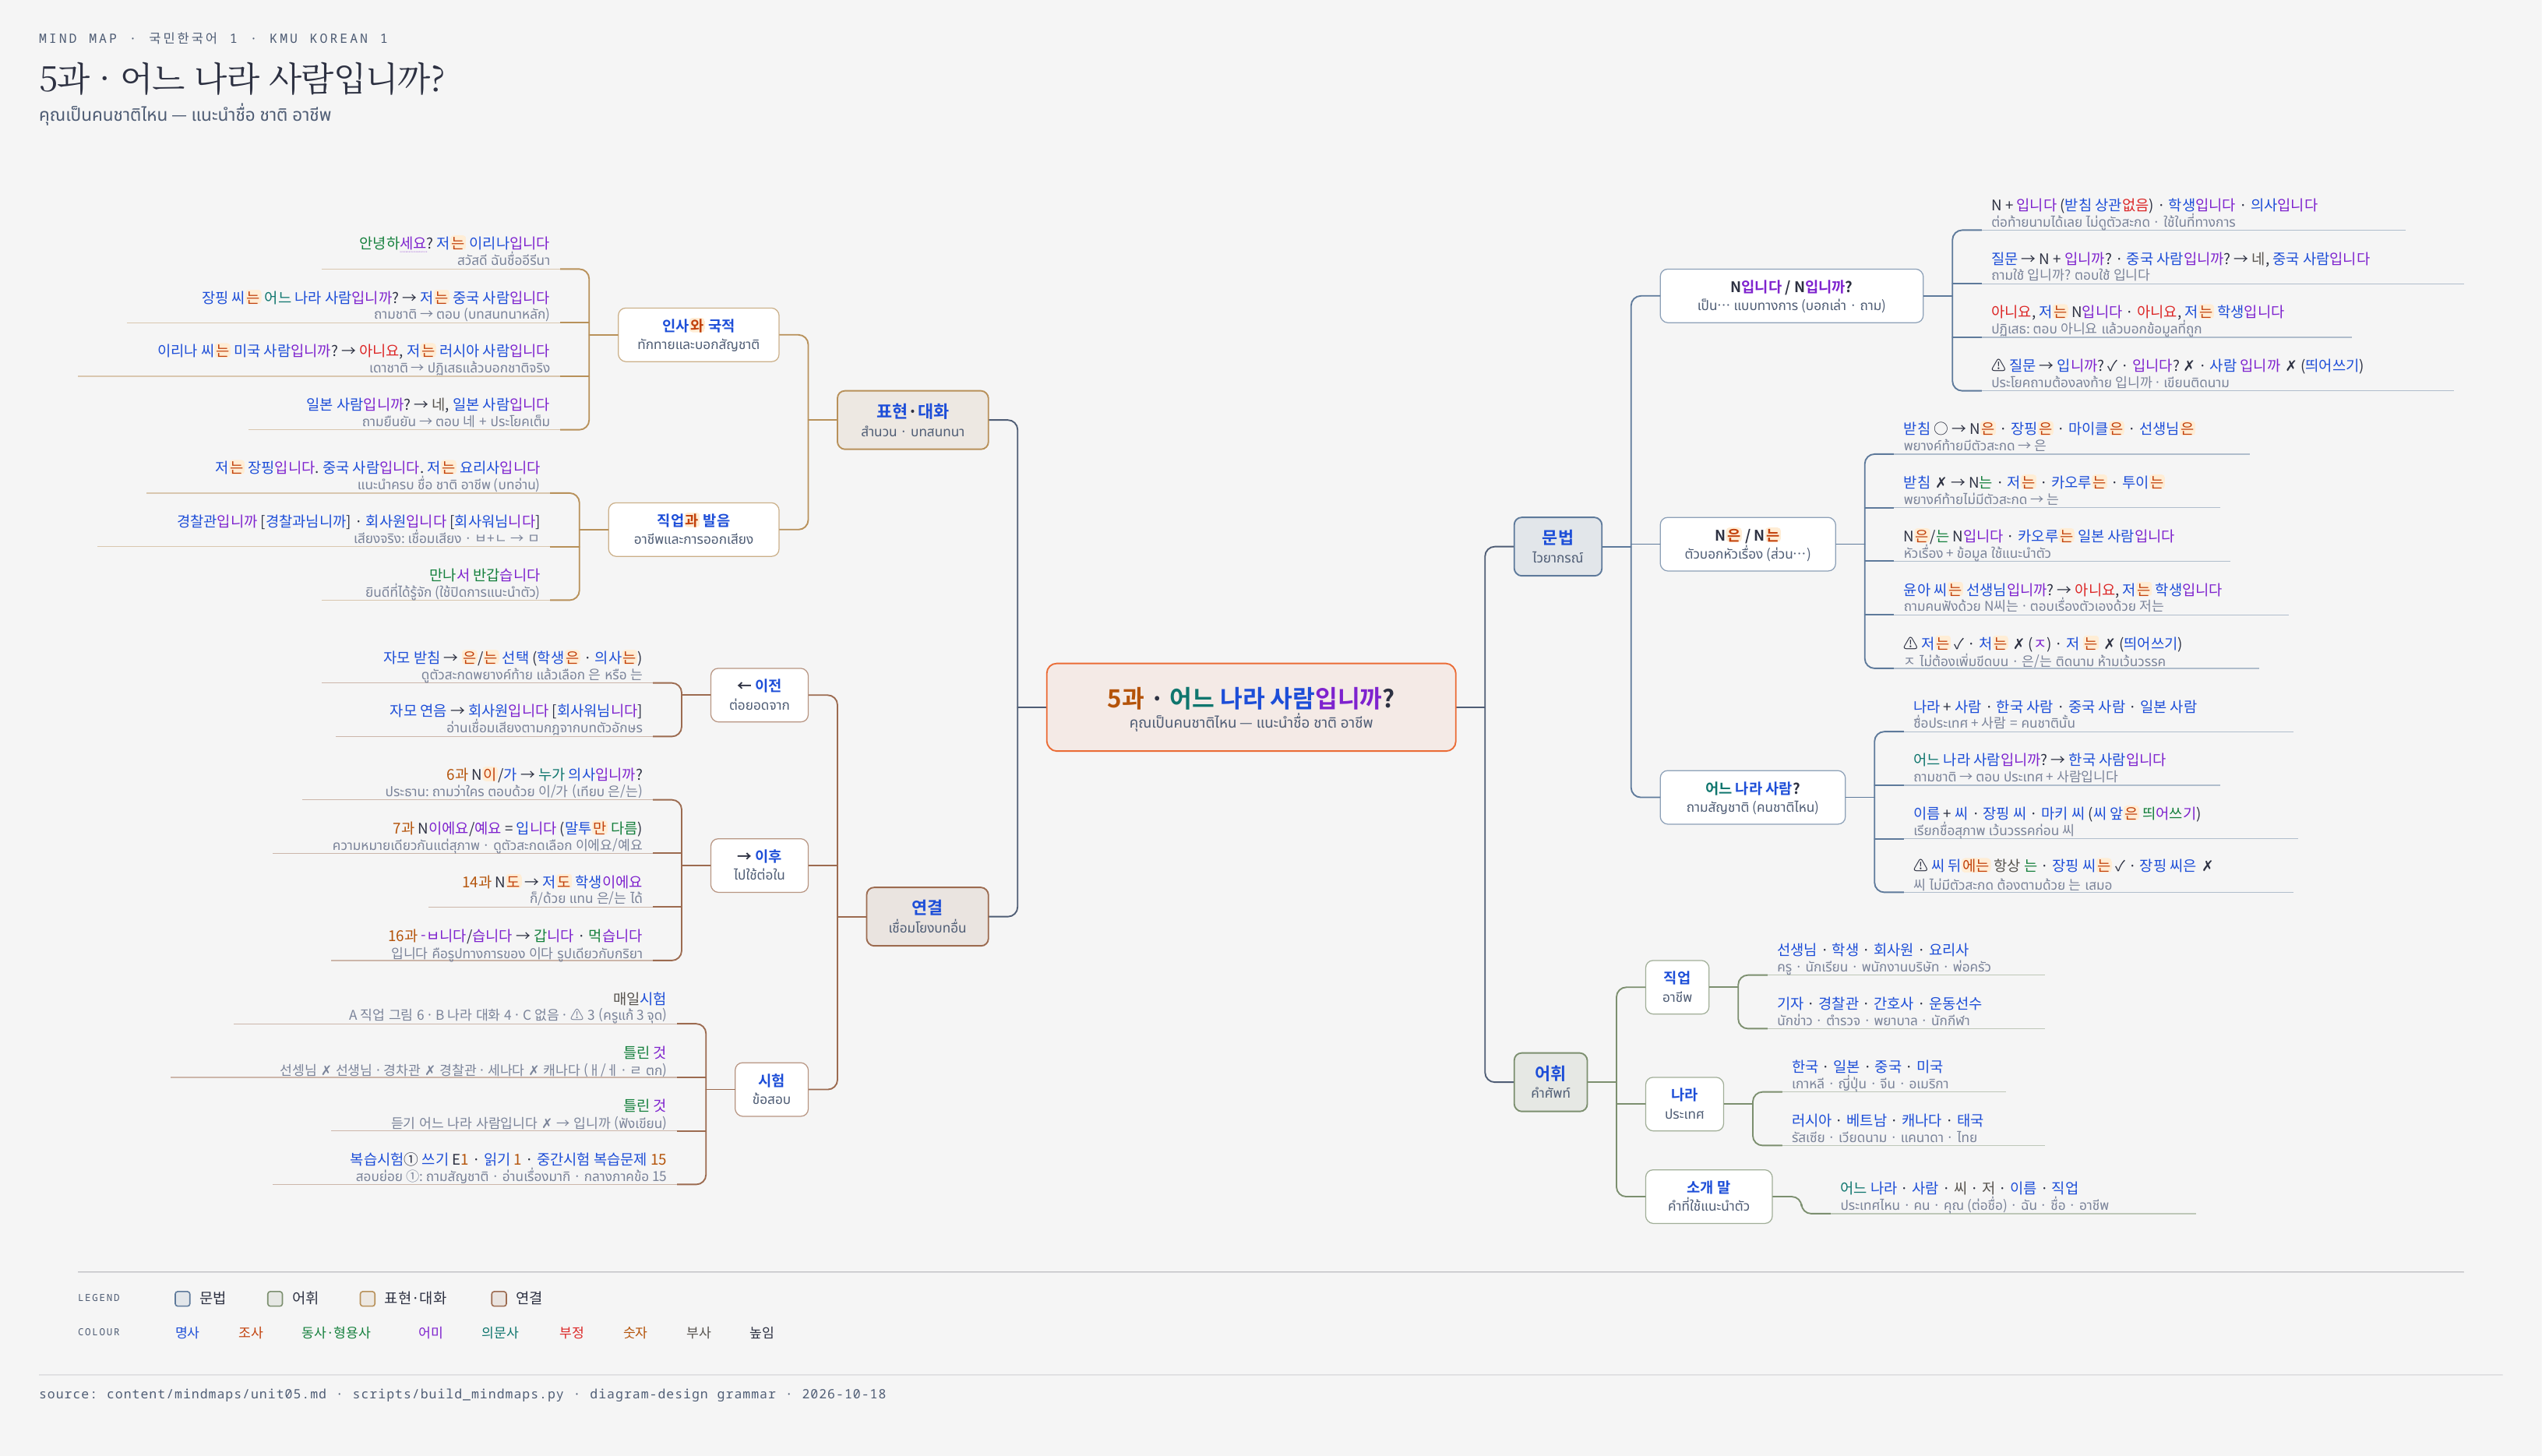 MIND MAP · 국민한국어 1 · KMU KOREAN 1
5과 · 어느 나라 사람입니까?
คุณเป็นคนชาติไหน — แนะนำชื่อ ชาติ อาชีพ
안녕하세요? 저는 이리나입니다
สวัสดี ฉันชื่ออีรีนา
장핑 씨는 어느 나라 사람입니까? → 저는 중국 사람입니다
ถามชาติ → ตอบ (บทสนทนาหลัก)
이리나 씨는 미국 사람입니까? → 아니요, 저는 러시아 사람입니다
เดาชาติ → ปฏิเสธแล้วบอกชาติจริง
일본 사람입니까? → 네, 일본 사람입니다
ถามยืนยัน → ตอบ 네 + ประโยคเต็ม
인사와 국적
ทักทายและบอกสัญชาติ
저는 장핑입니다. 중국 사람입니다. 저는 요리사입니다
แนะนำครบ ชื่อ ชาติ อาชีพ (บทอ่าน)
경찰관입니까 [경찰과님니까] · 회사원입니다 [회사워님니다]
เสียงจริง: เชื่อมเสียง · ㅂ+ㄴ → ㅁ
만나서 반갑습니다
ยินดีที่ได้รู้จัก (ใช้ปิดการแนะนำตัว)
직업과 발음
อาชีพและการออกเสียง
표현·대화
สำนวน · บทสนทนา
자모 받침 → 은/는 선택 (학생은 · 의사는)
ดูตัวสะกดพยางค์ท้าย แล้วเลือก 은 หรือ 는
자모 연음 → 회사원입니다 [회사워님니다]
อ่านเชื่อมเสียงตามกฎจากบทตัวอักษร
← 이전
ต่อยอดจาก
6과 N이/가 → 누가 의사입니까?
ประธาน: ถามว่าใคร ตอบด้วย 이/가 (เทียบ 은/는)
7과 N이에요/예요 = 입니다 (말투만 다름)
ความหมายเดียวกันแต่สุภาพ · ดูตัวสะกดเลือก 이에요/예요
14과 N도 → 저도 학생이에요
ก็/ด้วย แทน 은/는 ได้
16과 -ㅂ니다/습니다 → 갑니다 · 먹습니다
입니다 คือรูปทางการของ 이다 รูปเดียวกับกริยา
→ 이후
ไปใช้ต่อใน
매일시험
A 직업 그림 6 · B 나라 대화 4 · C 없음 · ⚠ 3 (ครูแก้ 3 จุด)
틀린 것
선셍님 ✗ 선생님 · 경차관 ✗ 경찰관 · 세나다 ✗ 캐나다 (ㅐ/ㅔ · ㄹ ตก)
틀린 것
듣기 어느 나라 사람입니다 ✗ → 입니까 (ฟังเขียน)
복습시험① 쓰기 E1 · 읽기 1 · 중간시험 복습문제 15
สอบย่อย ①: ถามสัญชาติ · อ่านเรื่องมากิ · กลางภาคข้อ 15
시험
ข้อสอบ
연결
เชื่อมโยงบทอื่น
5과 · 어느 나라 사람입니까?
คุณเป็นคนชาติไหน — แนะนำชื่อ ชาติ อาชีพ
문법
ไวยากรณ์
N입니다 / N입니까?
เป็น… แบบทางการ (บอกเล่า · ถาม)
N + 입니다 (받침 상관없음) · 학생입니다 · 의사입니다
ต่อท้ายนามได้เลย ไม่ดูตัวสะกด · ใช้ในที่ทางการ
질문 → N + 입니까? · 중국 사람입니까? → 네, 중국 사람입니다
ถามใช้ 입니까? ตอบใช้ 입니다
아니요, 저는 N입니다 · 아니요, 저는 학생입니다
ปฏิเสธ: ตอบ 아니요 แล้วบอกข้อมูลที่ถูก
⚠ 질문 → 입니까? ✓ · 입니다? ✗ · 사람 입니까 ✗ (띄어쓰기)
ประโยคถามต้องลงท้าย 입니까 · เขียนติดนาม
N은 / N는
ตัวบอกหัวเรื่อง (ส่วน…)
받침 ◯ → N은 · 장핑은 · 마이클은 · 선생님은
พยางค์ท้ายมีตัวสะกด → 은
받침 ✗ → N는 · 저는 · 카오루는 · 투이는
พยางค์ท้ายไม่มีตัวสะกด → 는
N은/는 N입니다 · 카오루는 일본 사람입니다
หัวเรื่อง + ข้อมูล ใช้แนะนำตัว
윤아 씨는 선생님입니까? → 아니요, 저는 학생입니다
ถามคนฟังด้วย N씨는 · ตอบเรื่องตัวเองด้วย 저는
⚠ 저는 ✓ · 처는 ✗ (ㅈ) · 저 는 ✗ (띄어쓰기)
ㅈ ไม่ต้องเพิ่มขีดบน · 은/는 ติดนาม ห้ามเว้นวรรค
어느 나라 사람?
ถามสัญชาติ (คนชาติไหน)
나라 + 사람 · 한국 사람 · 중국 사람 · 일본 사람
ชื่อประเทศ + 사람 = คนชาตินั้น
어느 나라 사람입니까? → 한국 사람입니다
ถามชาติ → ตอบ ประเทศ + 사람입니다
이름 + 씨 · 장핑 씨 · 마키 씨 (씨 앞은 띄어쓰기)
เรียกชื่อสุภาพ เว้นวรรคก่อน 씨
⚠ 씨 뒤에는 항상 는 · 장핑 씨는 ✓ · 장핑 씨은 ✗
씨 ไม่มีตัวสะกด ต้องตามด้วย 는 เสมอ
어휘
คำศัพท์
직업
อาชีพ
선생님 · 학생 · 회사원 · 요리사
ครู · นักเรียน · พนักงานบริษัท · พ่อครัว
기자 · 경찰관 · 간호사 · 운동선수
นักข่าว · ตำรวจ · พยาบาล · นักกีฬา
나라
ประเทศ
한국 · 일본 · 중국 · 미국
เกาหลี · ญี่ปุ่น · จีน · อเมริกา
러시아 · 베트남 · 캐나다 · 태국
รัสเซีย · เวียดนาม · แคนาดา · ไทย
소개 말
คำที่ใช้แนะนำตัว
어느 나라 · 사람 · 씨 · 저 · 이름 · 직업
ประเทศไหน · คน · คุณ (ต่อชื่อ) · ฉัน · ชื่อ · อาชีพ
LEGEND 문법 어휘 표현·대화 연결
COLOUR 명사 조사 동사·형용사 어미 의문사 부정 숫자 부사 높임
source: content/mindmaps/unit05.md · scripts/build_mindmaps.py · diagram-design grammar · 2026-10-18